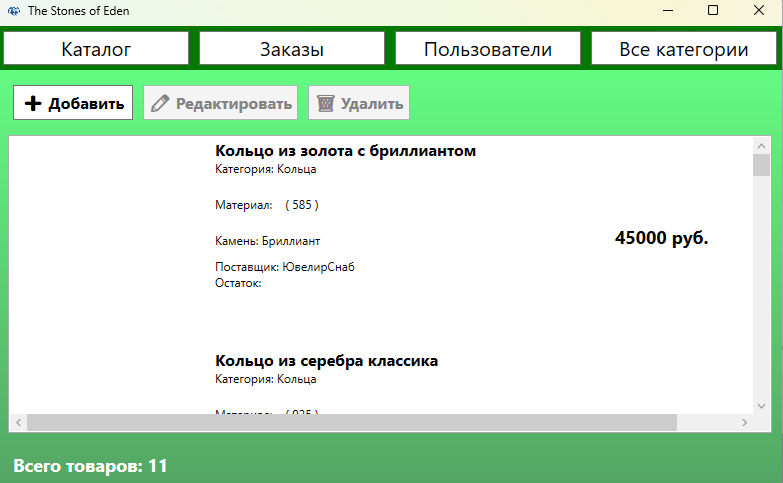 The Stones of Eden
Каталог Заказы Пользователи Все категории
Добавить Редактировать Удалить
Кольцо из золота с бриллиантом
Категория: Кольца
Материал: ( 585 )
Камень: Бриллиант
45000 руб.
Поставщик: ЮвелирСнаб
Остаток:
Кольцо из серебра классика
Категория: Кольца
Материал: ( 925 )
Всего товаров: 11